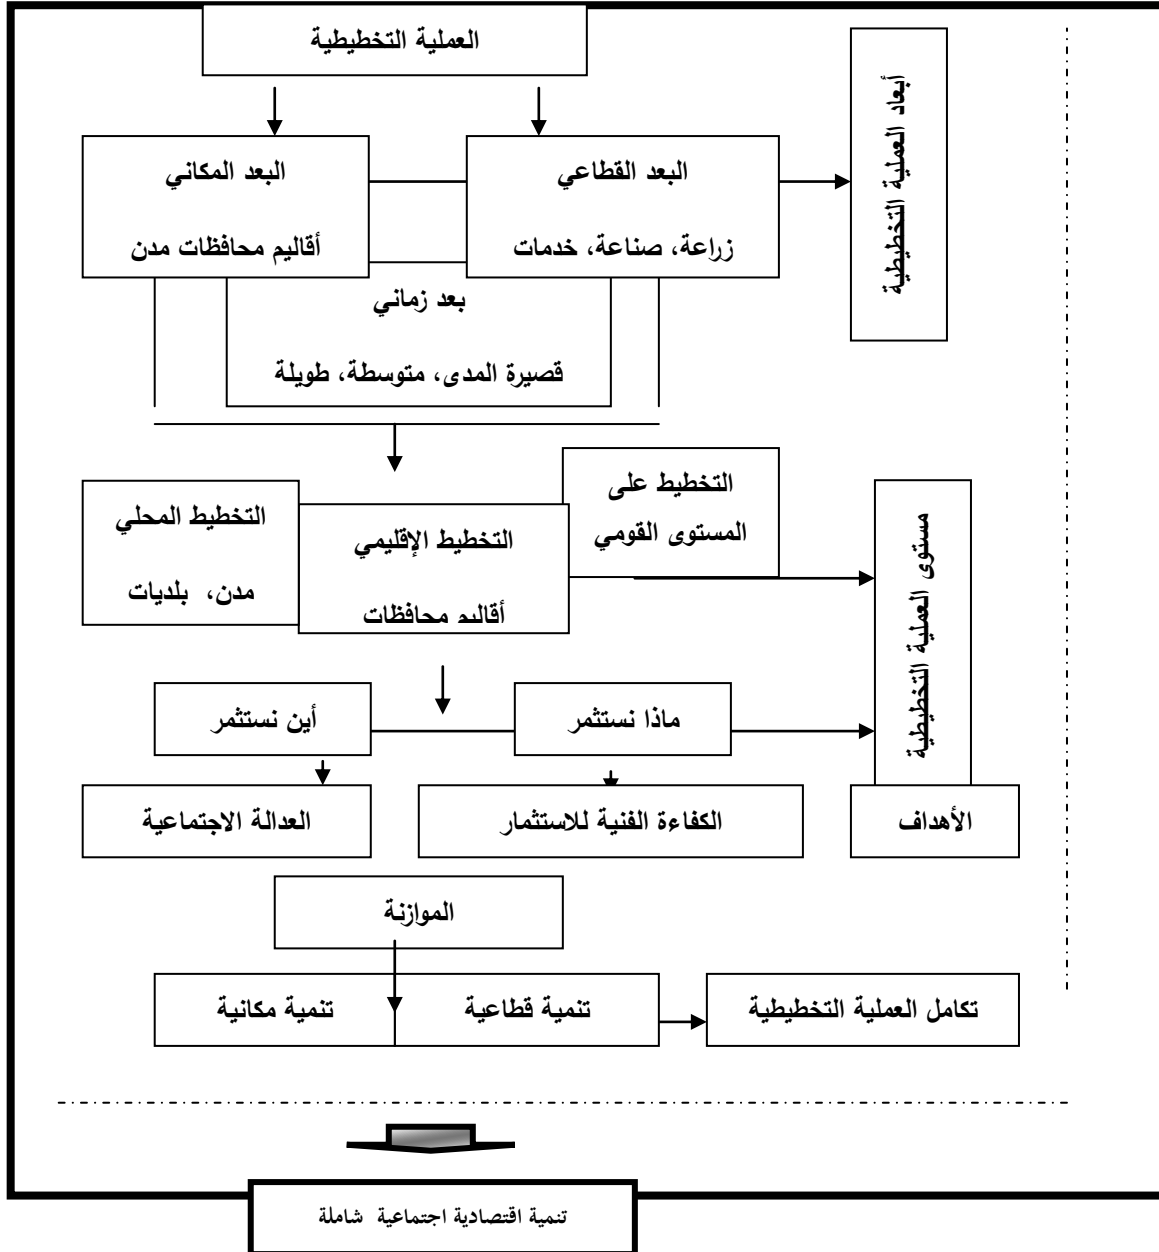 العملية التخطيطية
أبعاد العملية التخطيطية
البعد القطاعي
زراعة، صناعة، خدمات
البعد المكاني
أقاليم محافظات مدن
بعد زماني
قصيرة المدى، متوسطة، طويلة
التخطيط على
المستوى القومي
التخطيط الإقليمي
أقاليم محافظات
التخطيط المحلي
مدن، بلديات
مستوى العملية التخطيطية
ماذا نستثمر
أين نستثمر
الأهداف
الكفاءة الفنية للاستثمار
العدالة الاجتماعية
الموازنة
تكامل العملية التخطيطية
تنمية قطاعية
تنمية مكانية
تنمية اقتصادية اجتماعية شاملة